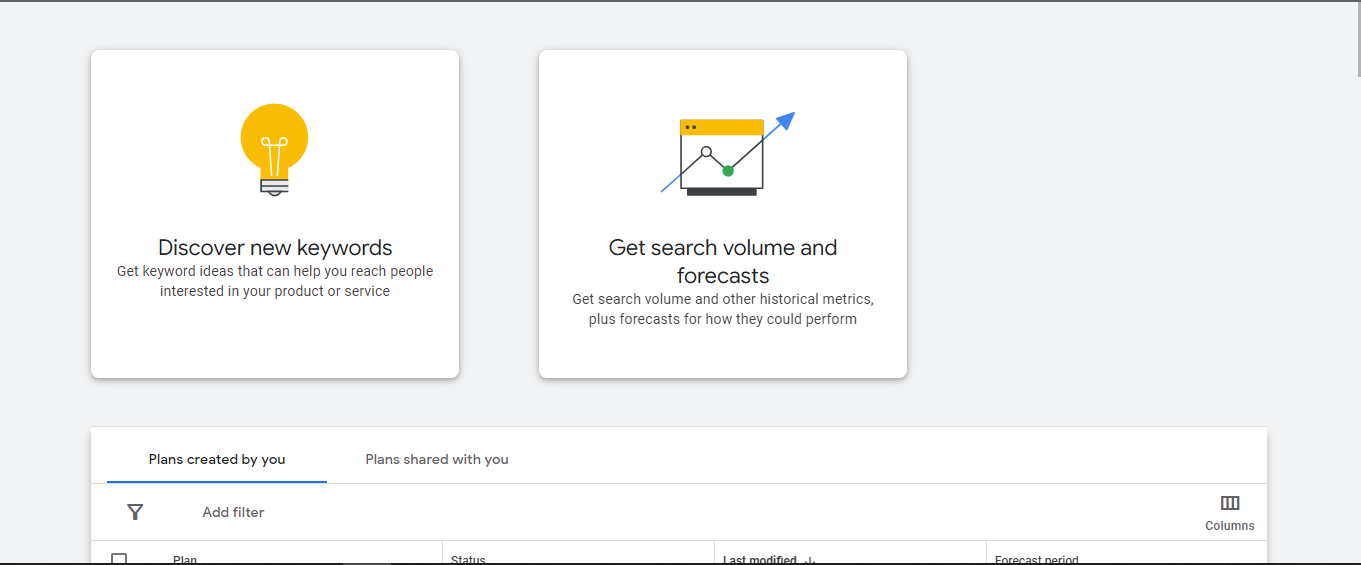 Discover new keywords
Get keyword ideas that can help you reach people
interested in your product or service
Get search volume and
forecasts
Get search volume and other historical metrics,
plus forecasts for how they could perform
Plans created by you
Plans shared with you
Add filter
Columns
Plan
Status
Last modified
Forecast period